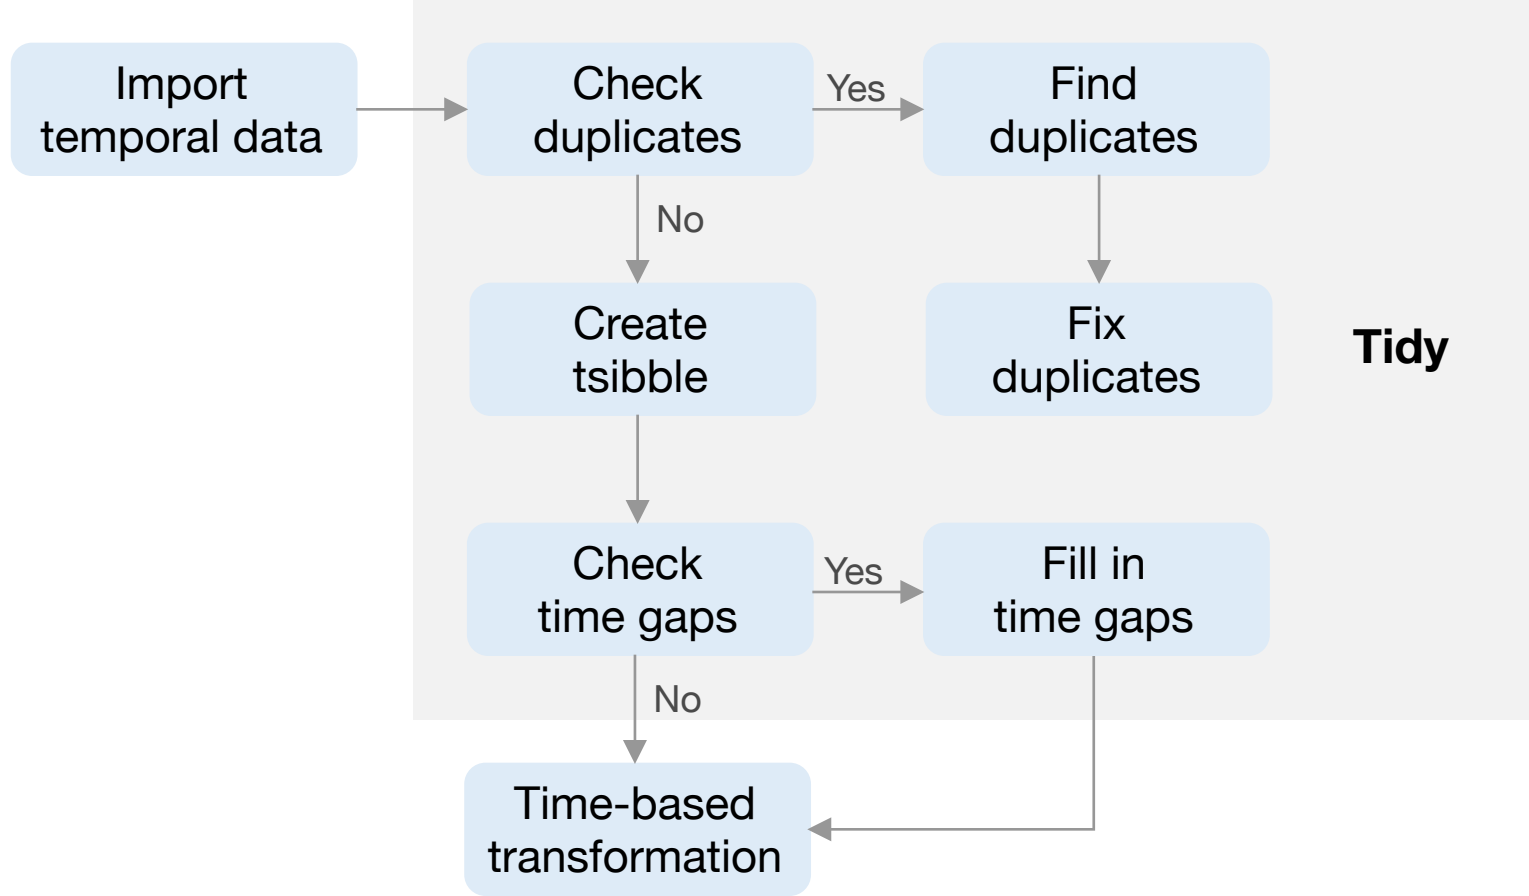 Import
temporal data
Check
duplicates
Yes
Find
duplicates
No
Create
tsibble
Fix
duplicates
Tidy
Check
time gaps
Yes
Fill in
time gaps
No
Time-based
transformation